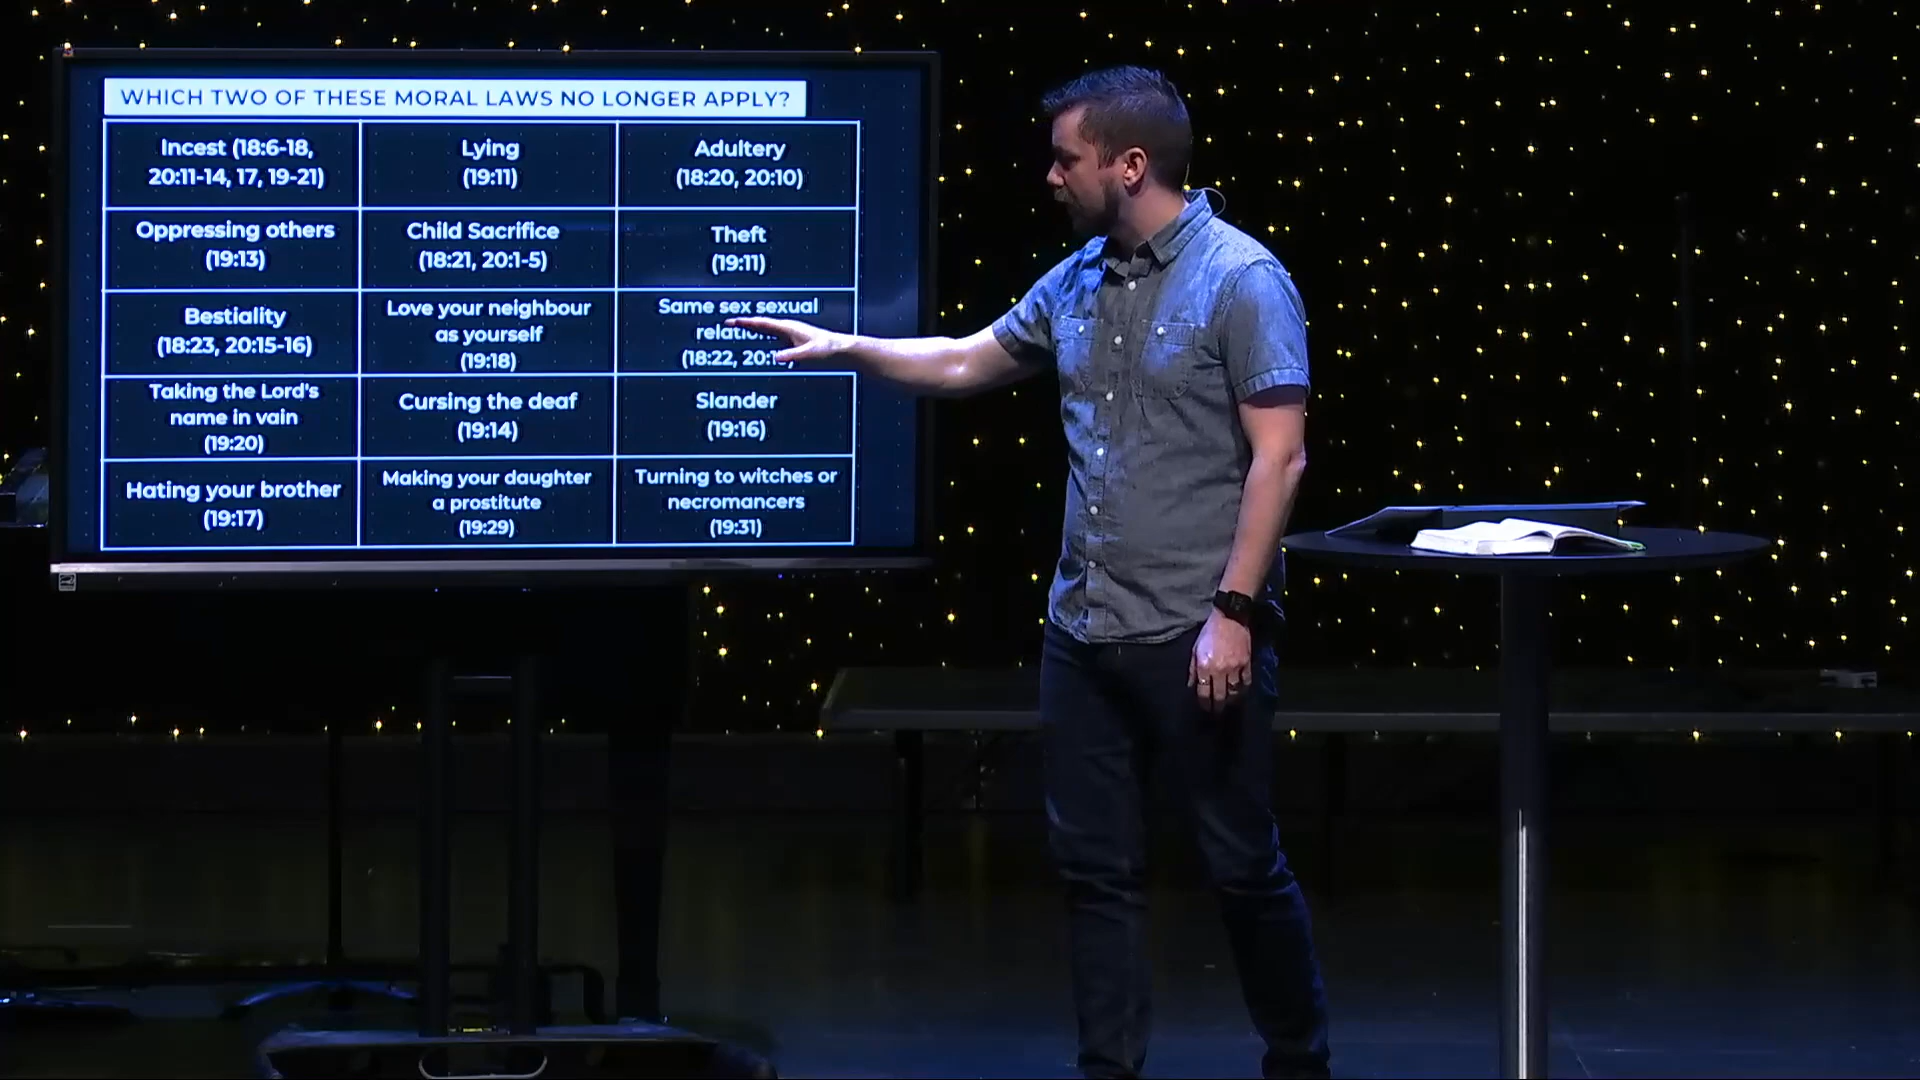 WHICH TWO OF THESE MORAL LAWS NO LONGER APPLY?
Incest (18:6-18,
20:11-14, 17, 19-21)
Lying
(19:11)
Adultery
(18:20, 20:10)
Oppressing others
(19:13)
Child Sacrifice
(18:21, 20:1-5)
Theft
(19:11)
Bestiality
(18:23, 20:15-16)
Love your neighbour
as yourself
(19:18)
Same sex sexual
(18:22,
Taking the Lord's
name in vain
(19:20)
Cursing the deaf
(19:14)
Slander
(19:16)
Hating your brother
(19:17)
Making your daughter
a prostitute
(19:29)
Turning to witches or
necromancers
(19:31)